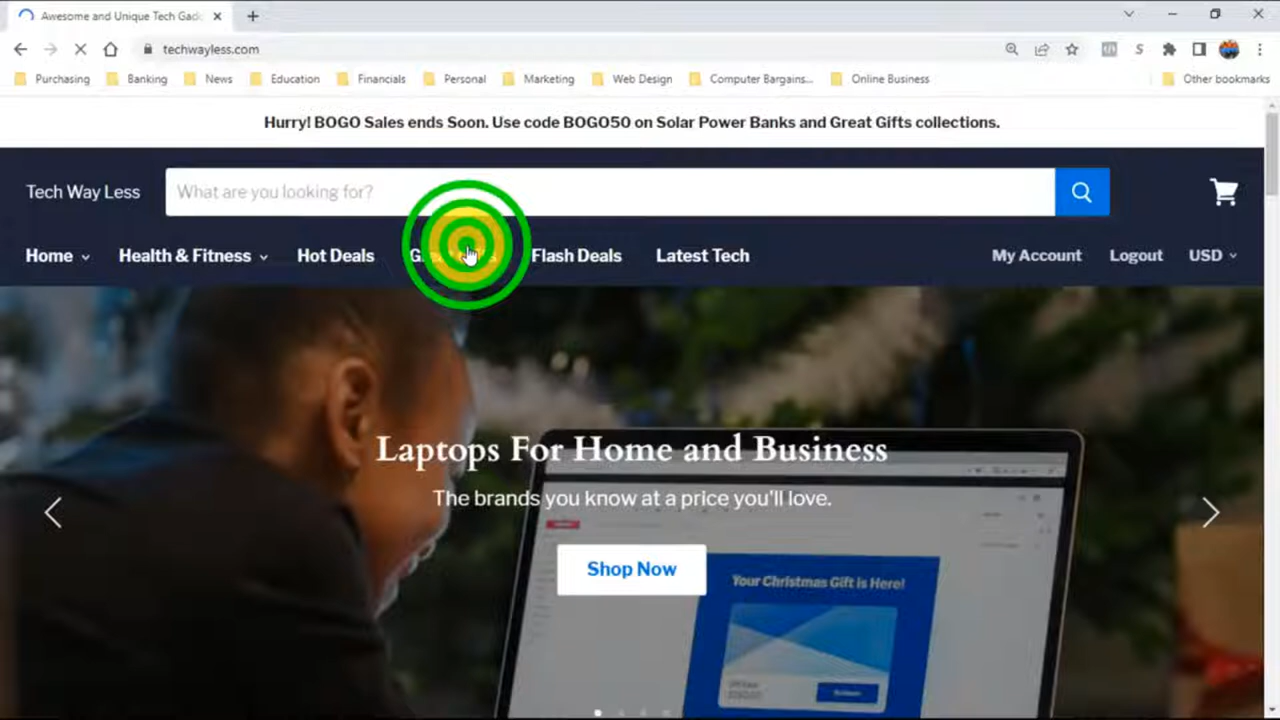 Awesome and Unique Tech Gad
techwayless.com
Purchasing
Banking
News
Education
Financials
Personal
Marketing
Web Design
Computer Bargains...
Online Business
Other bookmarks
Hurry! BOGO Sales ends Soon. Use code BOGO50 on Solar Power Banks and Great Gifts collections.
Tech Way Less
What are you looking for?
Home
Health & Fitness
Hot Deals
Great Gifts
Flash Deals
Latest Tech
My Account
Logout
USD
Laptops For Home and Business
The brands you know at a price you'll love.
Shop Now
Your Christmas Gift is Here!